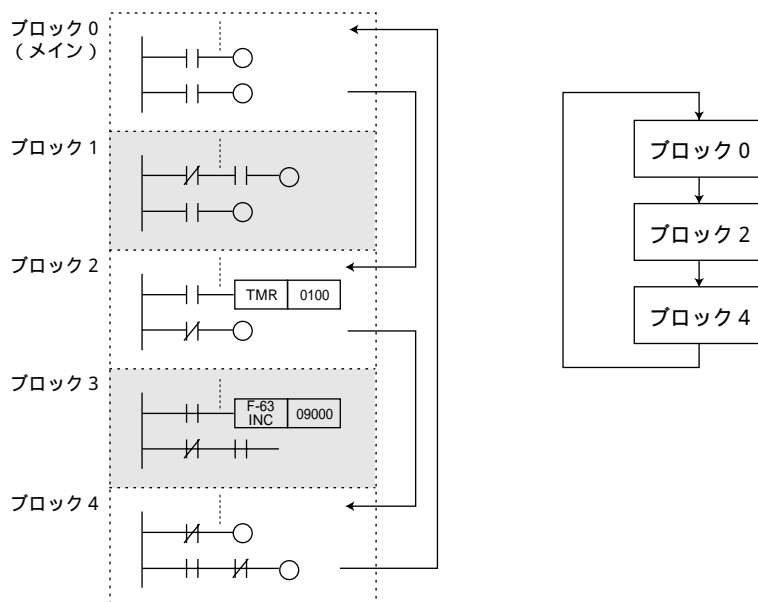 ブロック 0
( メイン )
ブロック 1
ブロック 2
TMR 0100
ブロック 3
F-63
INC 09000
ブロック 4
ブロック 0
ブロック 2
ブロック 4